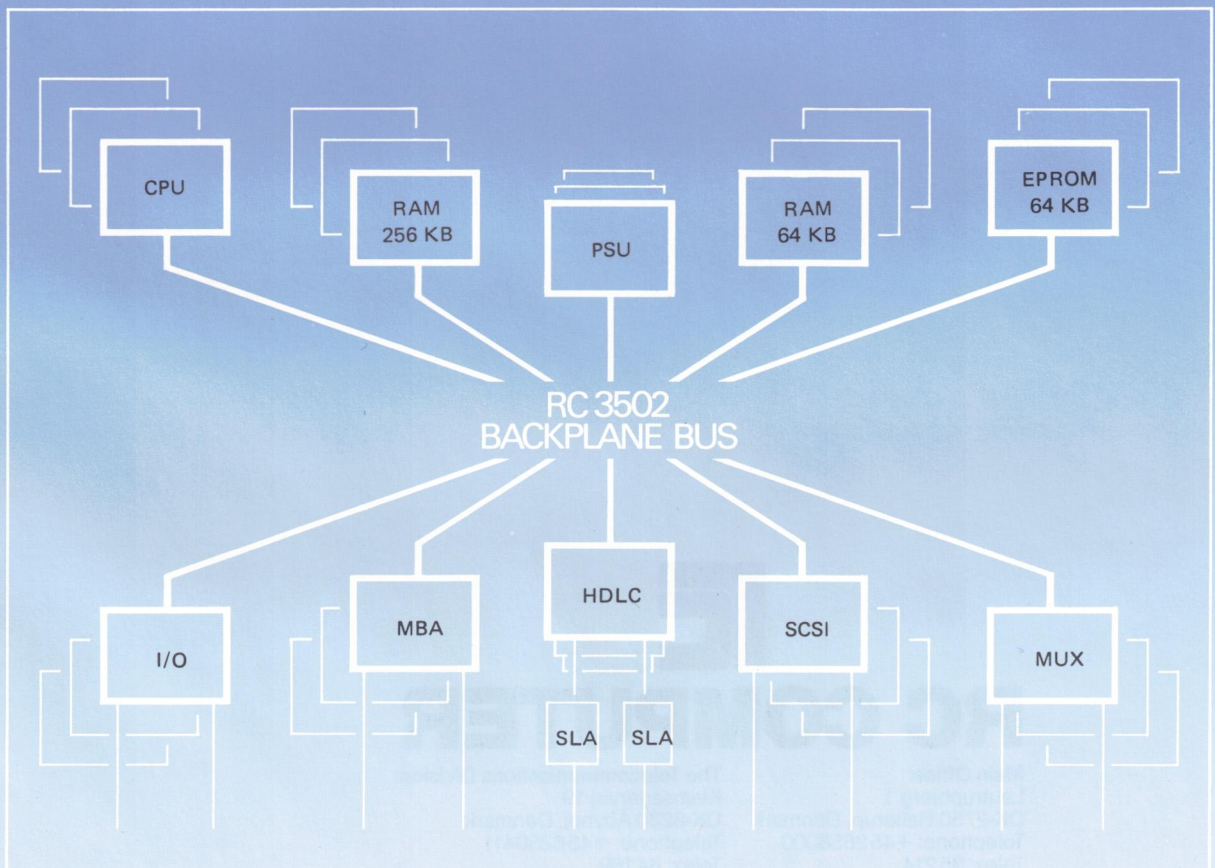 CPU
RAM
256 KB
PSU
RAM
64 KB
EPROM
64 KB
RC 3502
BACKPLANE BUS
I/O
MBA
HDLC
SCSI
MUX
SLA SLA